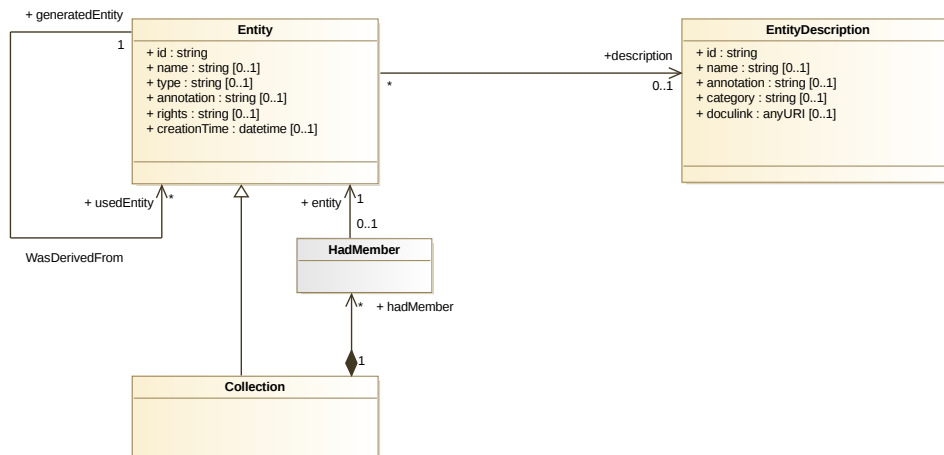 + generatedEntity
1
Entity
+ id : string
+ name : string [0..1]
+ type : string [0..1]
+ annotation : string [0..1]
+ rights : string [0..1]
+ creationTime : datetime [0..1]
+description
*
0..1
EntityDescription
+ id : string
+ name : string [0..1]
+ annotation : string [0..1]
+ category : string [0..1]
+ doculink : anyURI [0..1]
+ usedEntity
*
WasDerivedFrom
+ entity
1
0..1
HadMember
*
+ hadMember
1
Collection